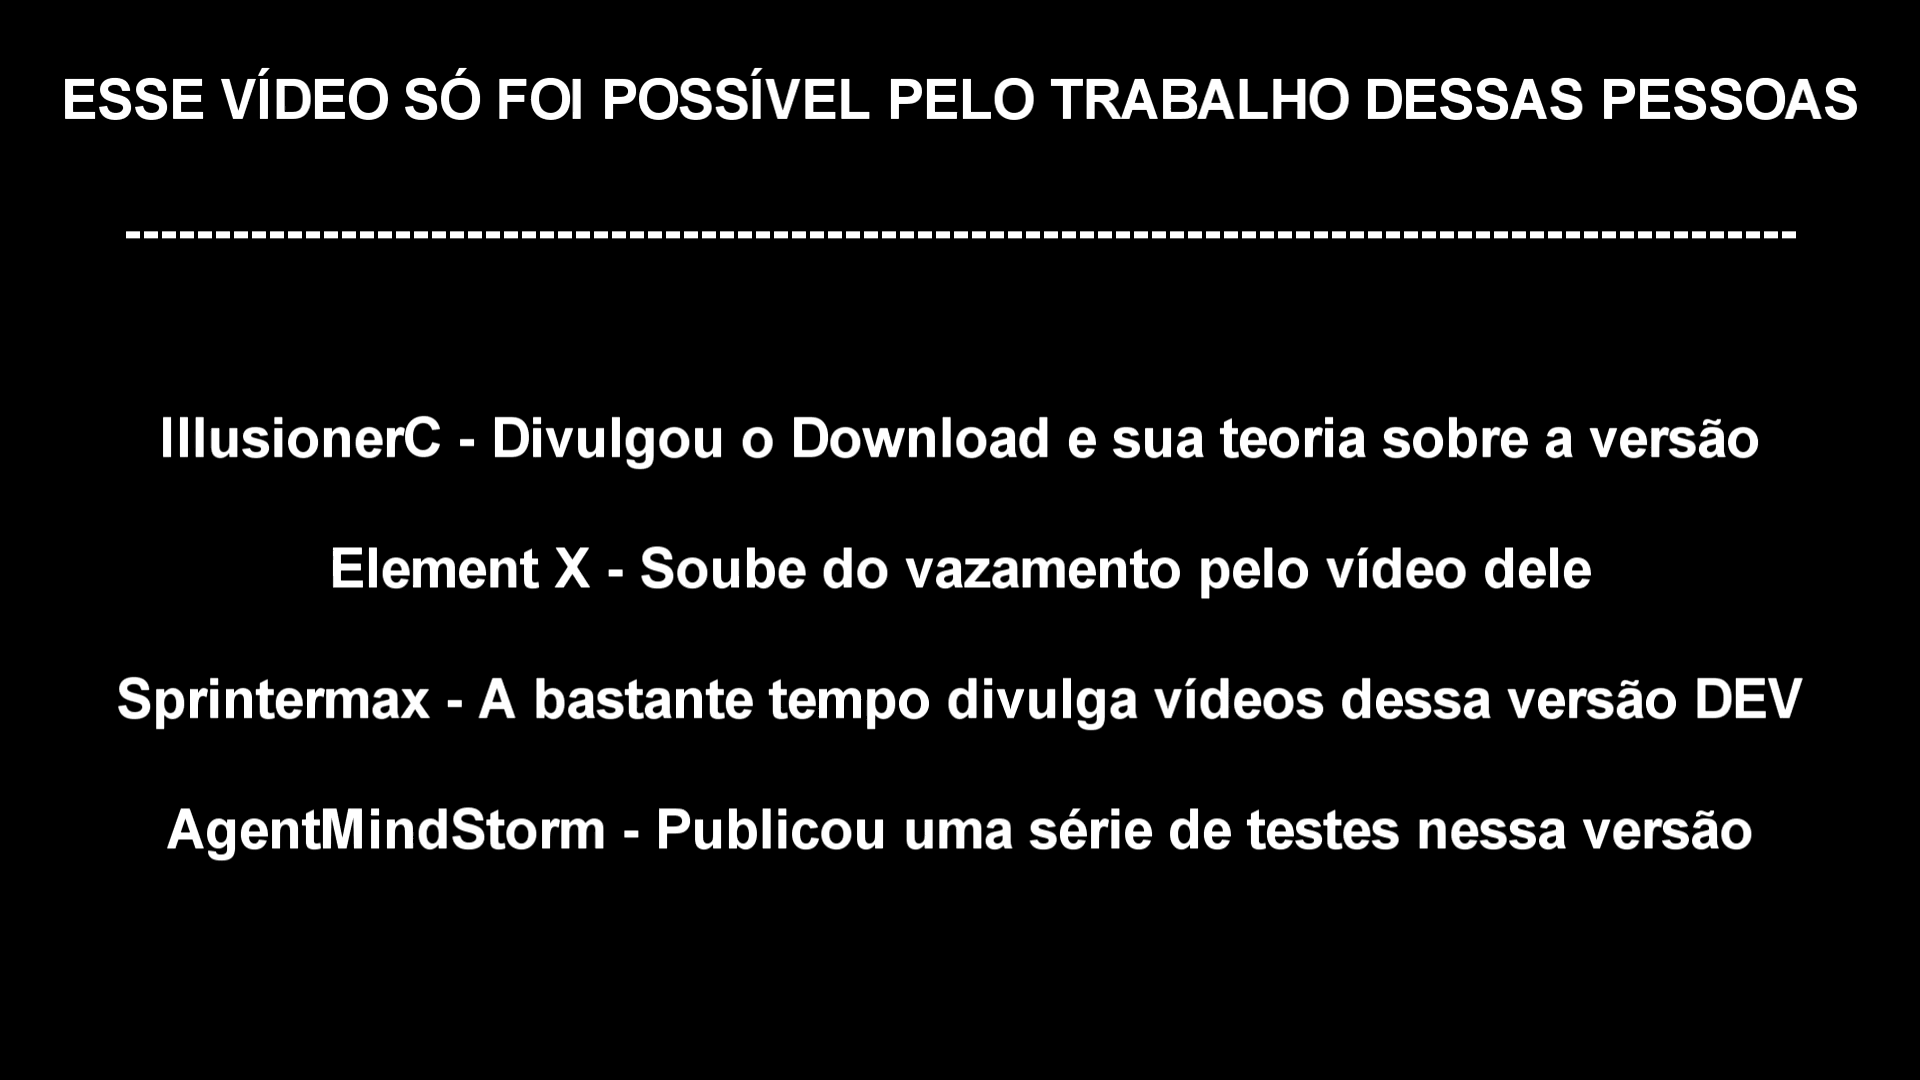 ESSE VÍDEO SÓ FOI POSSÍVEL PELO TRABALHO DESSAS PESSOAS
---------------------------------------------------------------------------------------------
IllusionerC - Divulgou o Download e sua teoria sobre a versão
Element X - Soube do vazamento pelo vídeo dele
Sprintermax - A bastante tempo divulga vídeos dessa versão DEV
AgentMindStorm - Publicou uma série de testes nessa versão